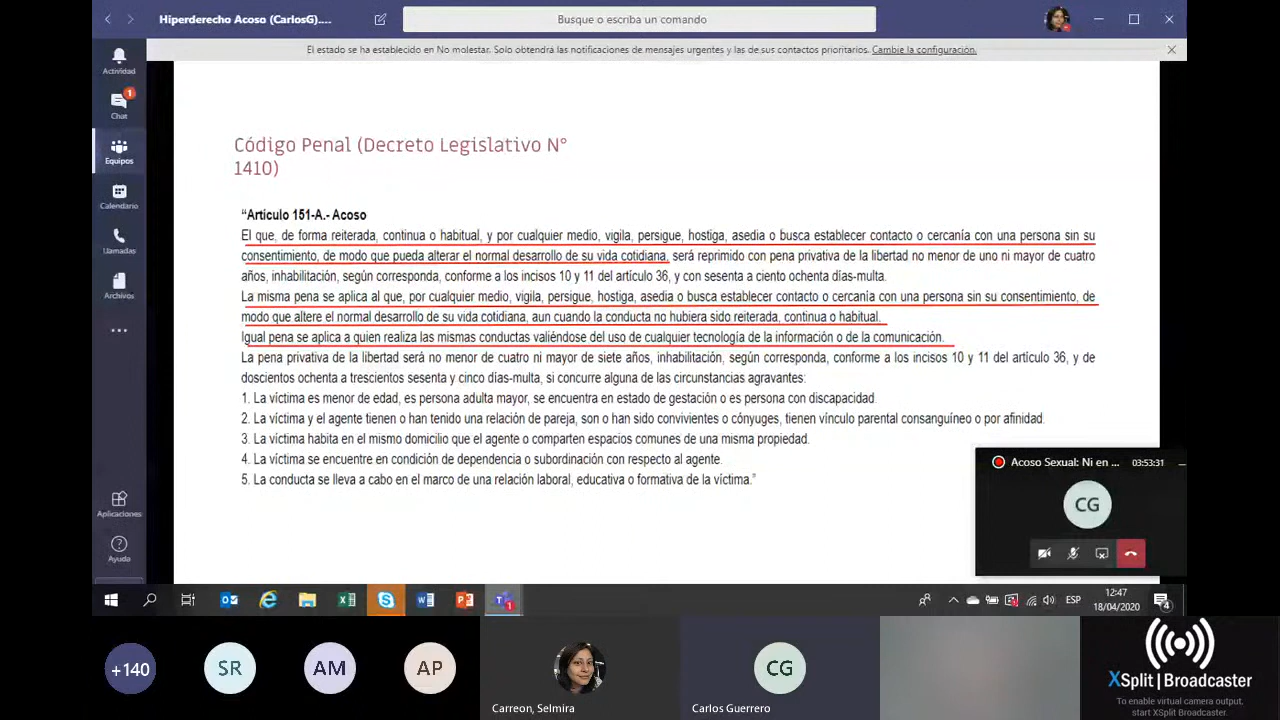 Hiperderecho Acoso (CarlosG)....
Busque o escriba un comando
El estado se ha establecido en No molestar. Solo obtendrá las notificaciones de mensajes urgentes y las de sus contactos prioritarios. Cambie la configuración.
Actividad
1
Chat
Equipos
Calendario
Llamadas
Archivos
Aplicaciones
Ayuda
Código Penal (Decreto Legislativo N°
1410)
“Artículo 151-A.- Acoso
El que, de forma reiterada, continua o habitual, y por cualquier medio, vigila, persigue, hostiga, asedia o busca establecer contacto o cercanía con una persona sin su
consentimiento, de modo que pueda alterar el normal desarrollo de su vida cotidiana, será reprimido con pena privativa de la libertad no menor de uno ni mayor de cuatro
años, inhabilitación, según corresponda, conforme a los incisos 10 y 11 del artículo 36, y con sesenta a ciento ochenta días-multa.
La misma pena se aplica al que, por cualquier medio, vigila, persigue, hostiga, asedia o busca establecer contacto o cercanía con una persona sin su consentimiento, de
modo que altere el normal desarrollo de su vida cotidiana, aun cuando la conducta no hubiera sido reiterada, continua o habitual.
Igual pena se aplica a quien realiza las mismas conductas valiéndose del uso de cualquier tecnología de la información o de la comunicación.
La pena privativa de la libertad será no menor de cuatro ni mayor de siete años, inhabilitación, según corresponda, conforme a los incisos 10 y 11 del artículo 36, y de
doscientos ochenta a trescientos sesenta y cinco días-multa, si concurre alguna de las circunstancias agravantes:
1. La víctima es menor de edad, es persona adulta mayor, se encuentra en estado de gestación o es persona con discapacidad.
2. La víctima y el agente tienen o han tenido una relación de pareja, son o han sido convivientes o cónyuges, tienen vínculo parental consanguíneo o por afinidad.
3. La víctima habita en el mismo domicilio que el agente o comparten espacios comunes de una misma propiedad.
4. La víctima se encuentre en condición de dependencia o subordinación con respecto al agente.
5. La conducta se lleva a cabo en el marco de una relación laboral, educativa o formativa de la víctima.”
Acoso Sexual: Ni en ... 03:53:31
CG
ESP
12:47
18/04/2020
4
1
+140
SR
AM
AP
CG
Carreon, Selmira
Carlos Guerrero
XSplit | Broadcaster
To enable virtual camera output,
start XSplit Broadcaster.